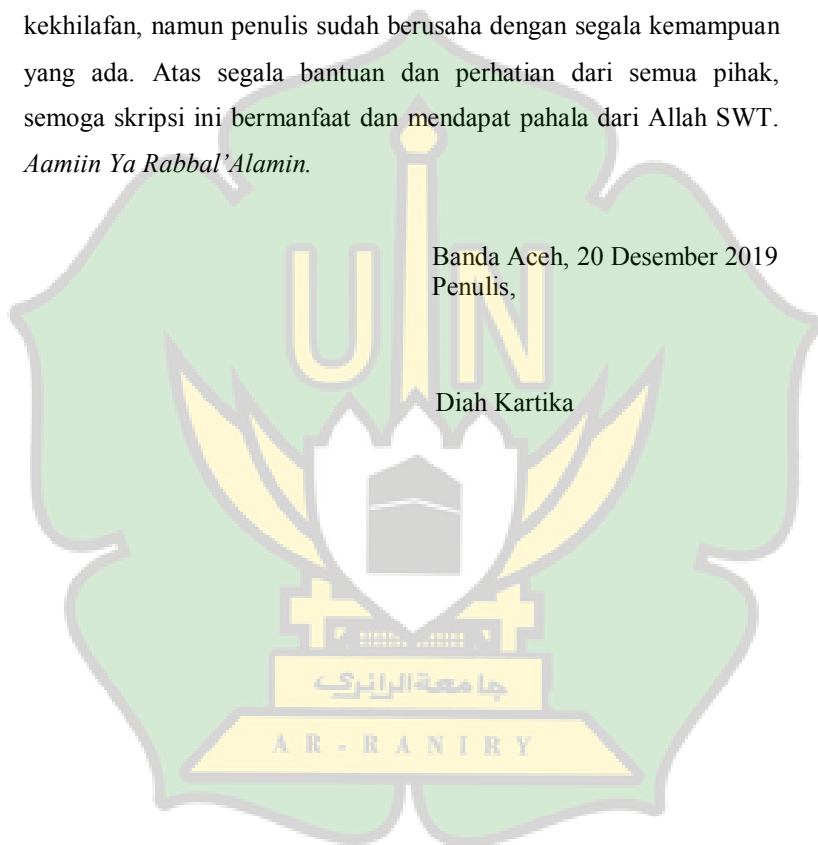 kekhilafan, namun penulis sudah berusaha dengan segala kemampuan
yang ada. Atas segala bantuan dan perhatian dari semua pihak,
semoga skripsi ini bermanfaat dan mendapat pahala dari Allah SWT.
Aamiin Ya Rabbal’Alamin.
Banda Aceh, 20 Desember 2019
Penulis,
Diah Kartika
UIN
جامعة الرانري
AR-RANIRY